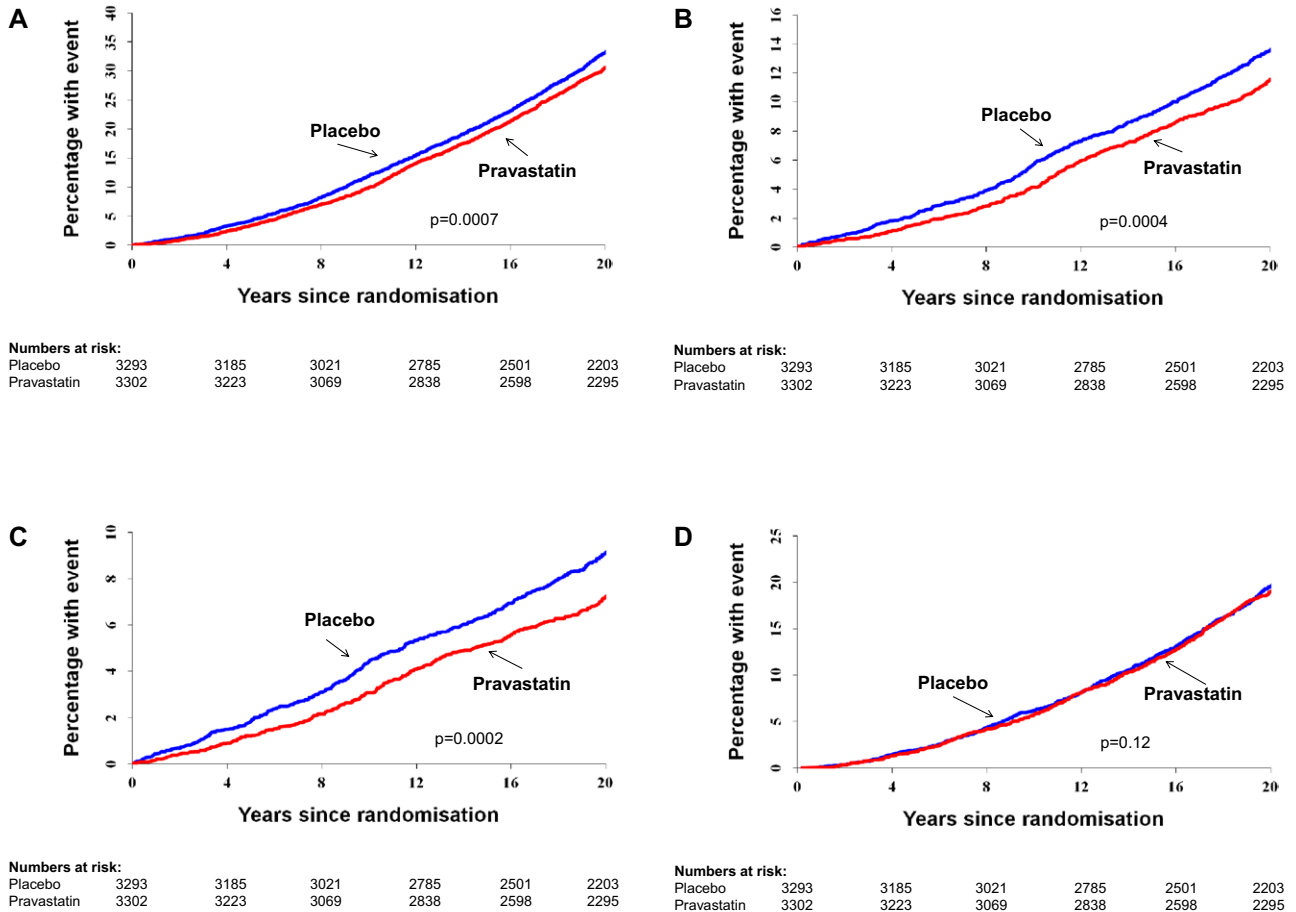 A
Percentage with event
40
35
30
25
20
15
10
5
0
Placebo
Pravastatin
p=0.0007
0 4 8 12 16 20
Years since randomisation
Numbers at risk:
Placebo 3293 3185 3021 2785 2501 2203
Pravastatin 3302 3223 3069 2838 2598 2295
B
Percentage with event
16
14
12
10
8
6
4
2
0
Placebo
Pravastatin
p=0.0004
0 4 8 12 16 20
Years since randomisation
Numbers at risk:
Placebo 3293 3185 3021 2785 2501 2203
Pravastatin 3302 3223 3069 2838 2598 2295
C
Percentage with event
10
8
6
4
2
0
Placebo
Pravastatin
p=0.0002
0 4 8 12 16 20
Years since randomisation
Numbers at risk:
Placebo 3293 3185 3021 2785 2501 2203
Pravastatin 3302 3223 3069 2838 2598 2295
D
Percentage with event
25
20
15
10
5
0
Placebo
Pravastatin
p=0.12
0 4 8 12 16 20
Years since randomisation
Numbers at risk:
Placebo 3293 3185 3021 2785 2501 2203
Pravastatin 3302 3223 3069 2838 2598 2295